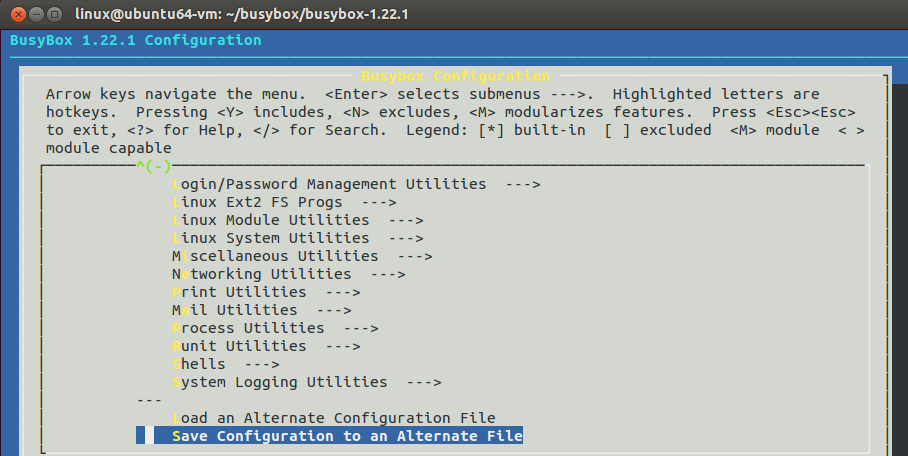 linux@ubuntu64-vm: ~/busybox/busybox-1.22.1
BusyBox 1.22.1 Configuration
Busybox Configuration
Arrow keys navigate the menu.  <Enter> selects submenus --->.  Highlighted letters are
hotkeys.  Pressing <Y> includes, <N> excludes, <M> modularizes features.  Press <Esc><Esc>
to exit, <?> for Help, </> for Search.  Legend: [*] built-in  [ ] excluded  <M> module  < >
module capable
^(-)
Login/Password Management Utilities  --->
Linux Ext2 FS Progs  --->
Linux Module Utilities  --->
Linux System Utilities  --->
Miscellaneous Utilities  --->
Networking Utilities  --->
Print Utilities  --->
Mail Utilities  --->
Process Utilities  --->
Runit Utilities  --->
Shells  --->
System Logging Utilities  --->
---
Load an Alternate Configuration File
Save Configuration to an Alternate File